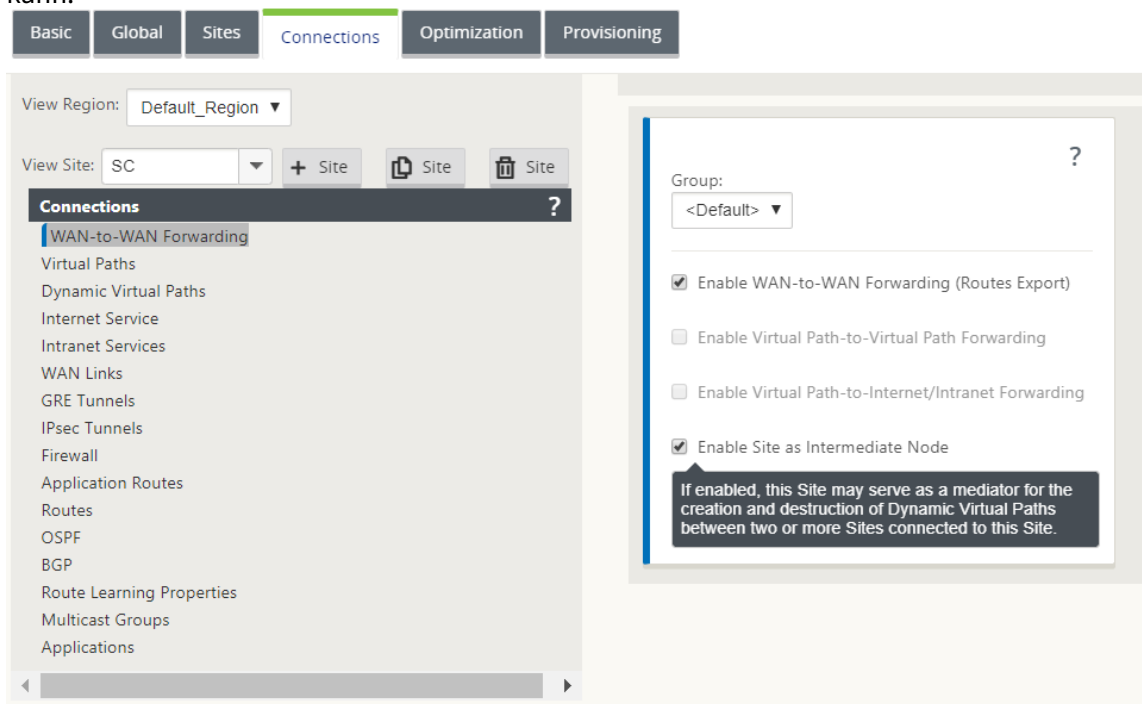 kann.
Basic Global Sites Connections Optimization Provisioning
View Region: Default_Region
View Site: SC + Site Site Site
Connections ?
WAN-to-WAN Forwarding
Virtual Paths
Dynamic Virtual Paths
Internet Service
Intranet Services
WAN Links
GRE Tunnels
IPsec Tunnels
Firewall
Application Routes
Routes
OSPF
BGP
Route Learning Properties
Multicast Groups
Applications
?
Group:
<Default>
Enable WAN-to-WAN Forwarding (Routes Export)
Enable Virtual Path-to-Virtual Path Forwarding
Enable Virtual Path-to-Internet/Intranet Forwarding
Enable Site as Intermediate Node
If enabled, this Site may serve as a mediator for the
creation and destruction of Dynamic Virtual Paths
between two or more Sites connected to this Site.